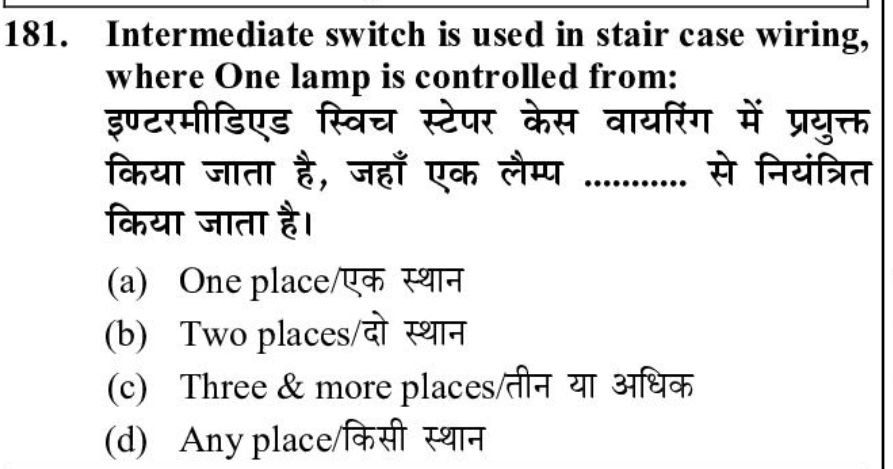 181. Intermediate switch is used in stair case wiring,
where One lamp is controlled from:
इण्टरमीडिएड स्विच स्टेपर केस वायरिंग में प्रयुक्त
किया जाता है, जहाँ एक लैम्प ............ से नियंत्रित
किया जाता है।
(a) One place/एक स्थान
(b) Two places/दो स्थान
(c) Three & more places/तीन या अधिक
(d) Any place/किसी स्थान